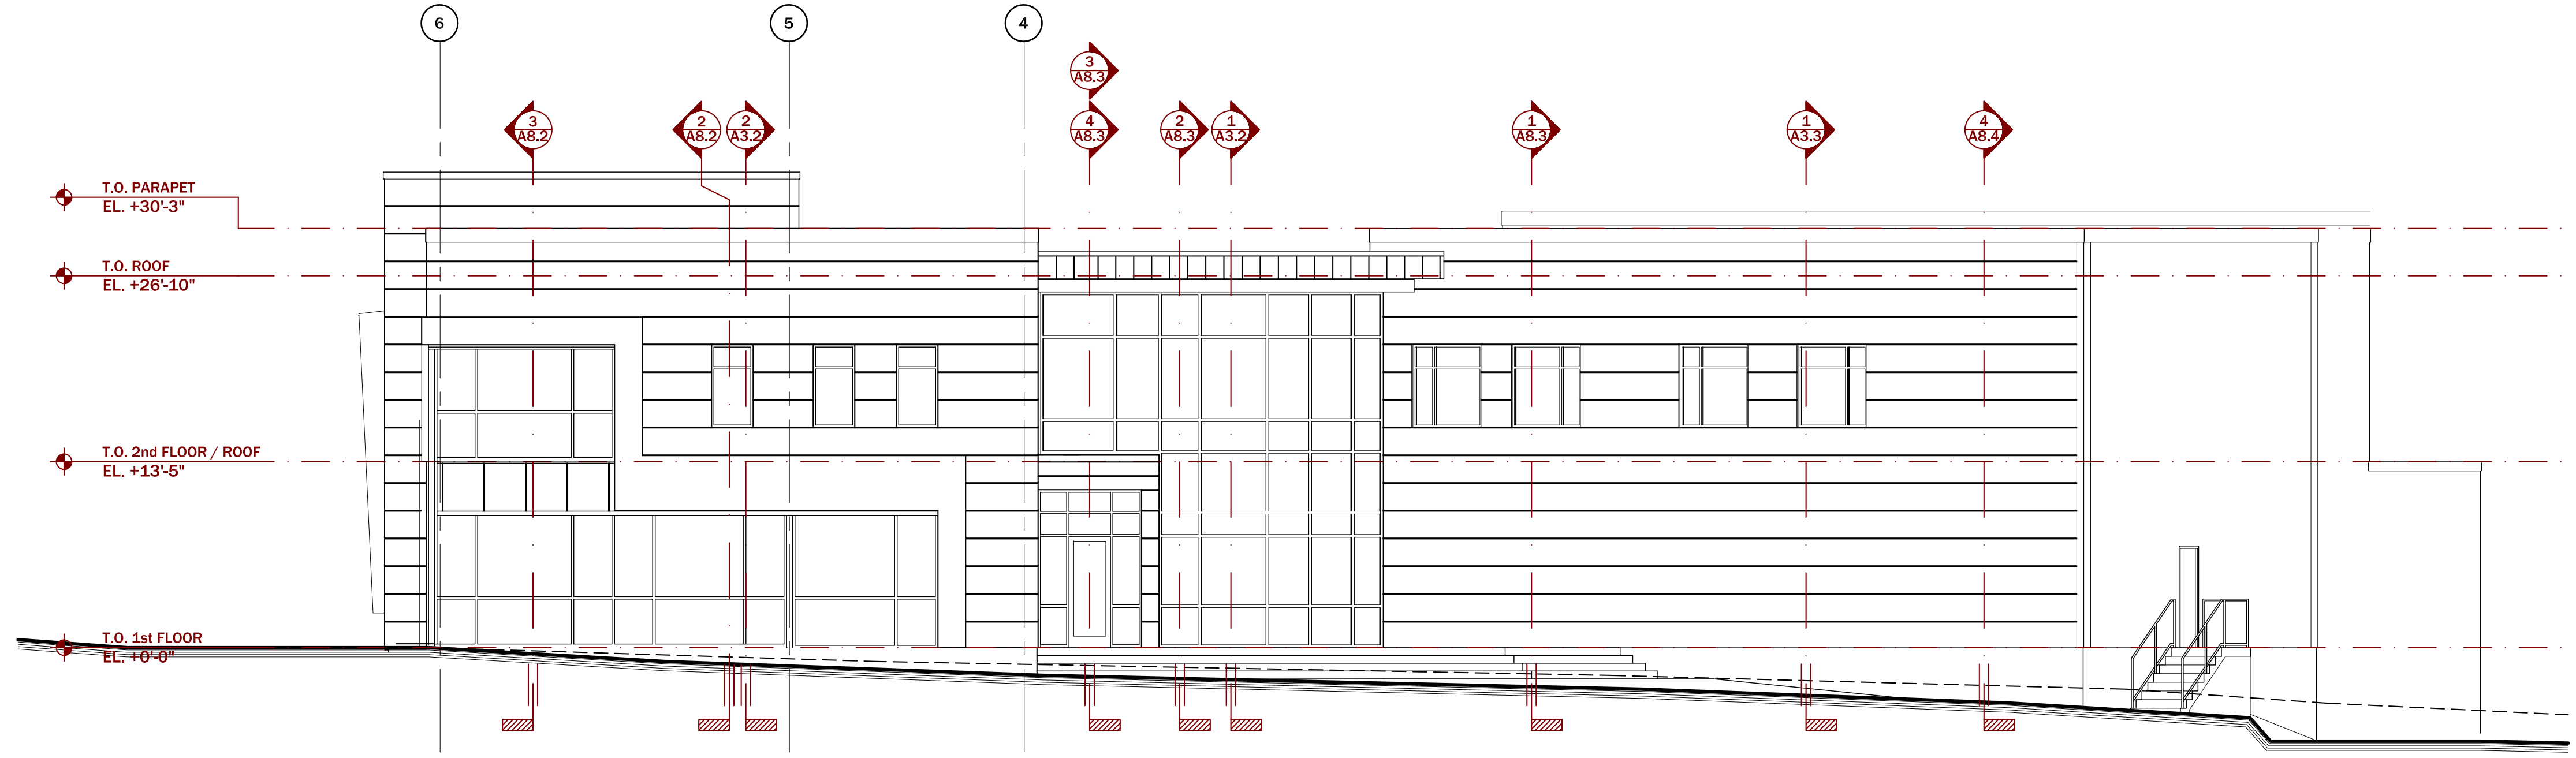 6
5
4
3
A8.3
3
A8.2
2
A8.2
2
A3.2
4
A8.3
2
A8.3
1
A3.2
1
A8.3
1
A3.3
4
A8.4
T.O. PARAPET
EL. +30'-3"
T.O. ROOF
EL. +26'-10"
T.O. 2nd FLOOR / ROOF
EL. +13'-5"
T.O. 1st FLOOR
EL. +0'-0"